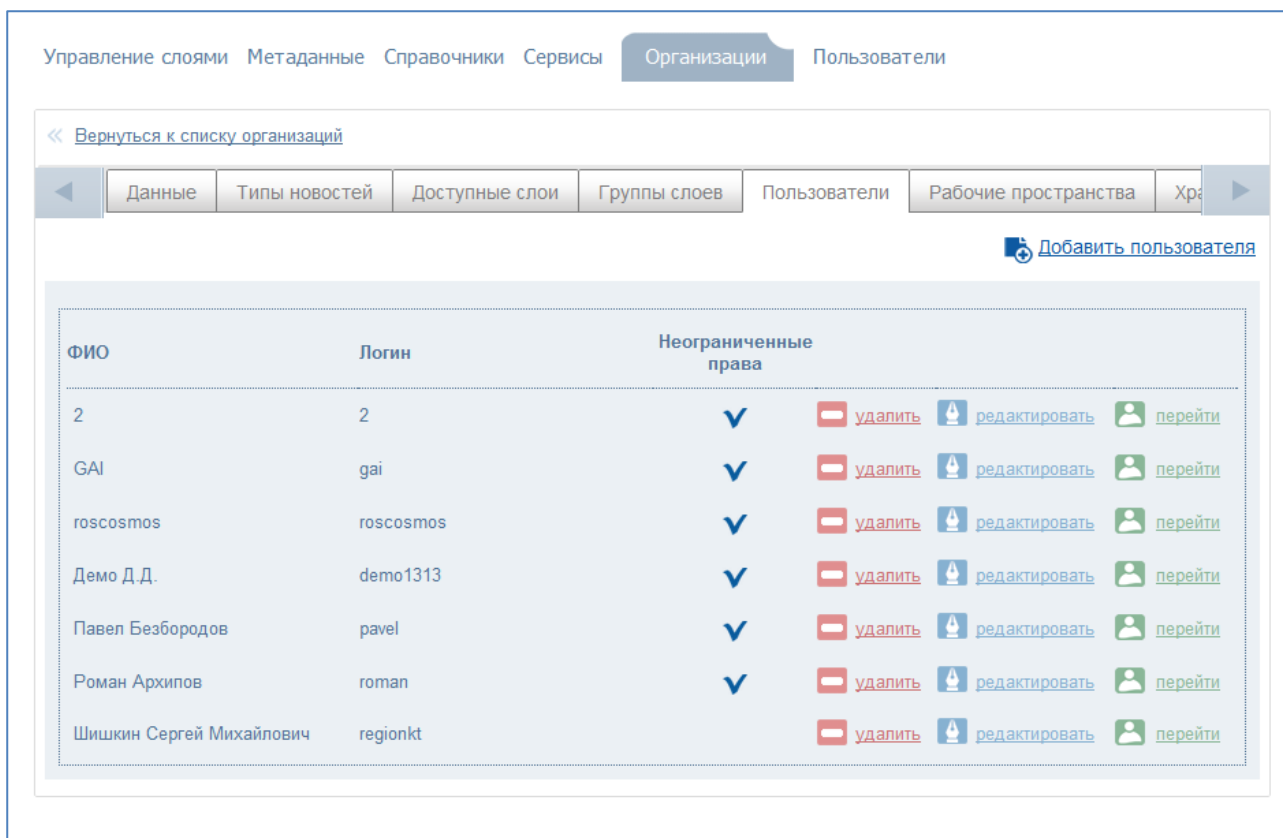 Управление слоями Метаданные Справочники Сервисы Организации Пользователи
« Вернуться к списку организаций
Данные Типы новостей Доступные слои Группы слоев Пользователи Рабочие пространства Хра
Добавить пользователя
ФИО Логин Неограниченные
права
2 2 удалить редактировать перейти
GAI gai удалить редактировать перейти
roscosmos roscosmos удалить редактировать перейти
Демо Д.Д. demo1313 удалить редактировать перейти
Павел Безбородов pavel удалить редактировать перейти
Роман Архипов roman удалить редактировать перейти
Шишкин Сергей Михайлович regionkt удалить редактировать перейти